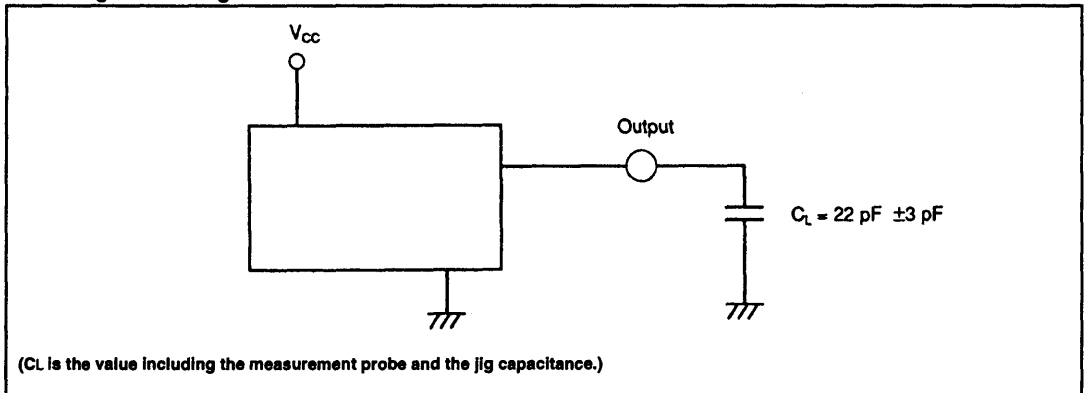 Vcc
Output
CL = 22 pF ±3 pF
(CL is the value including the measurement probe and the jig capacitance.)